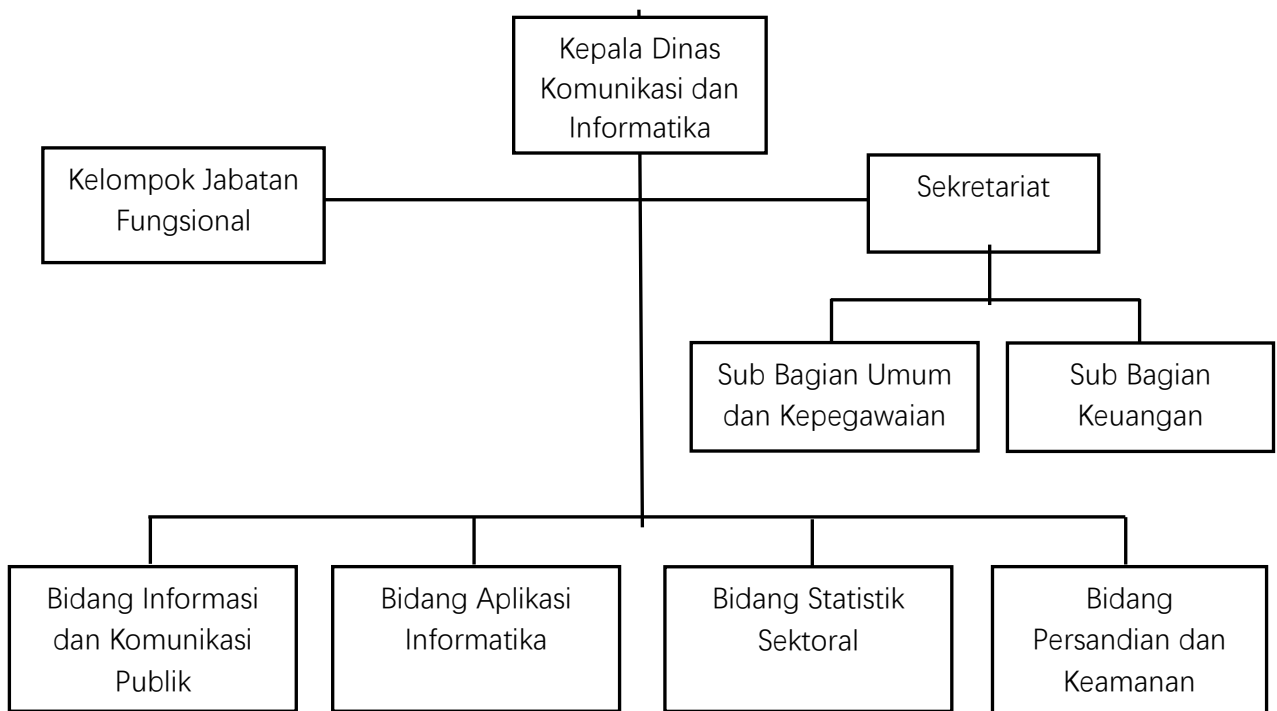 Kepala Dinas
Komunikasi dan
Informatika
Kelompok Jabatan
Fungsional
Sekretariat
Sub Bagian Umum
dan Kepegawaian
Sub Bagian
Keuangan
Bidang Informasi
dan Komunikasi
Publik
Bidang Aplikasi
Informatika
Bidang Statistik
Sektoral
Bidang
Persandian dan
Keamanan